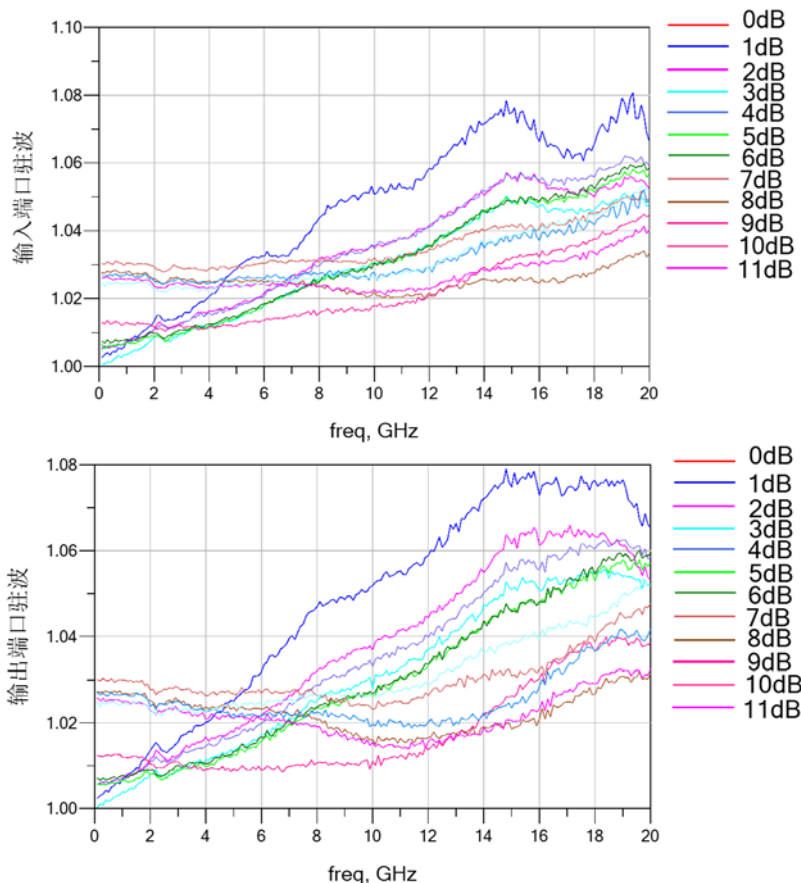 输入端口驻波
1.10
1.08
1.06
1.04
1.02
1.00
0 2 4 6 8 10 12 14 16 18 20
freq, GHz
0dB
1dB
2dB
3dB
4dB
5dB
6dB
7dB
8dB
9dB
10dB
11dB
输出端口驻波
1.08
1.06
1.04
1.02
1.00
0 2 4 6 8 10 12 14 16 18 20
freq, GHz
0dB
1dB
2dB
3dB
4dB
5dB
6dB
7dB
8dB
9dB
10dB
11dB